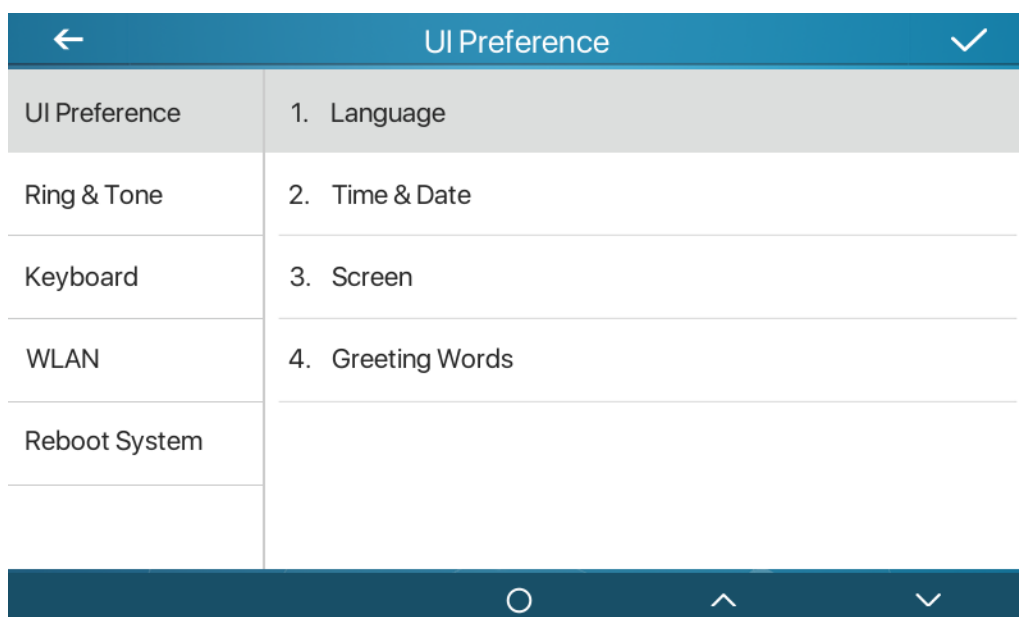 UI Preference
UI Preference
Ring & Tone
Keyboard
WLAN
Reboot System
1. Language
2. Time & Date
3. Screen
4. Greeting Words